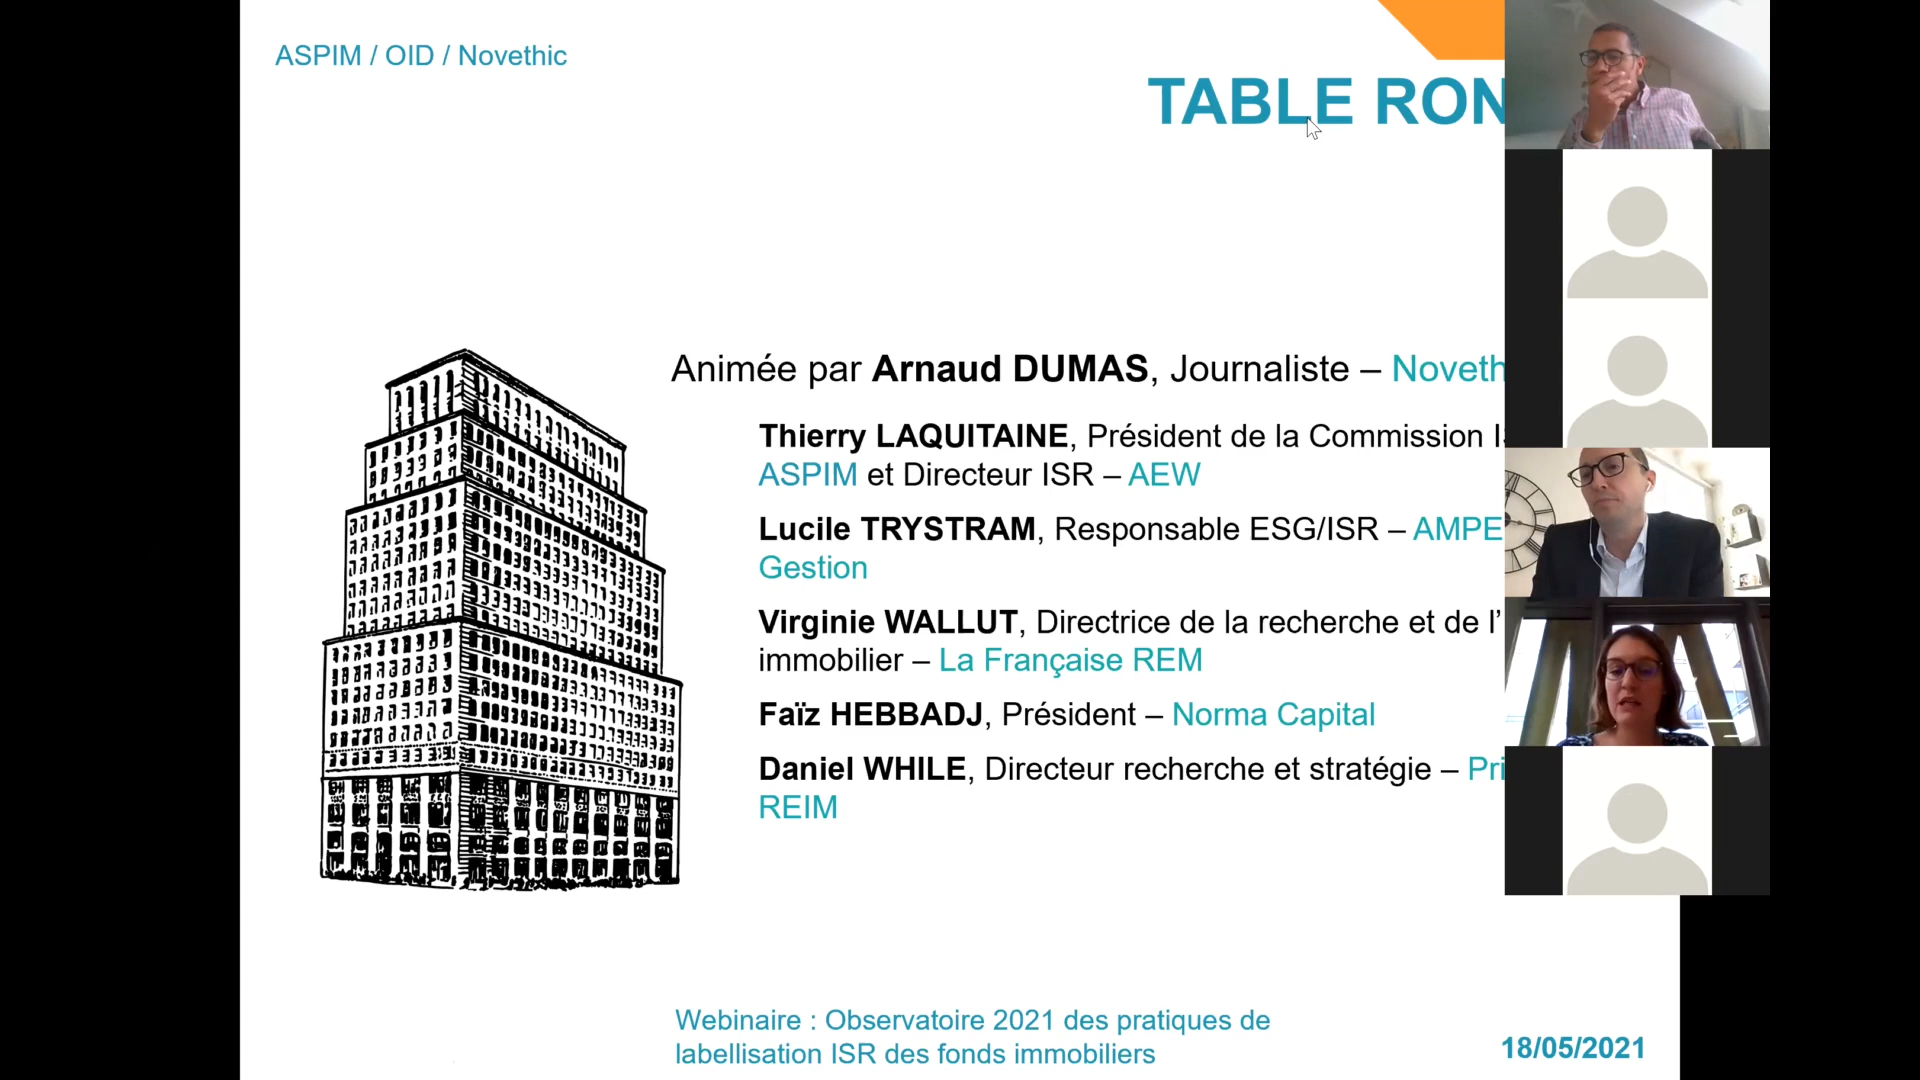 ASPIM / OID / Novethic
TABLE RON
Animée par Arnaud DUMAS, Journaliste – Noveth
Thierry LAQUITAINE, Président de la Commission I
ASPIM et Directeur ISR – AEW
Lucile TRYSTRAM, Responsable ESG/ISR – AMPE
Gestion
Virginie WALLUT, Directrice de la recherche et de l’
immobilier – La Française REM
Faïz HEBBADJ, Président – Norma Capital
Daniel WHILE, Directeur recherche et stratégie – Pri
REIM
Webinaire : Observatoire 2021 des pratiques de
labellisation ISR des fonds immobiliers
18/05/2021